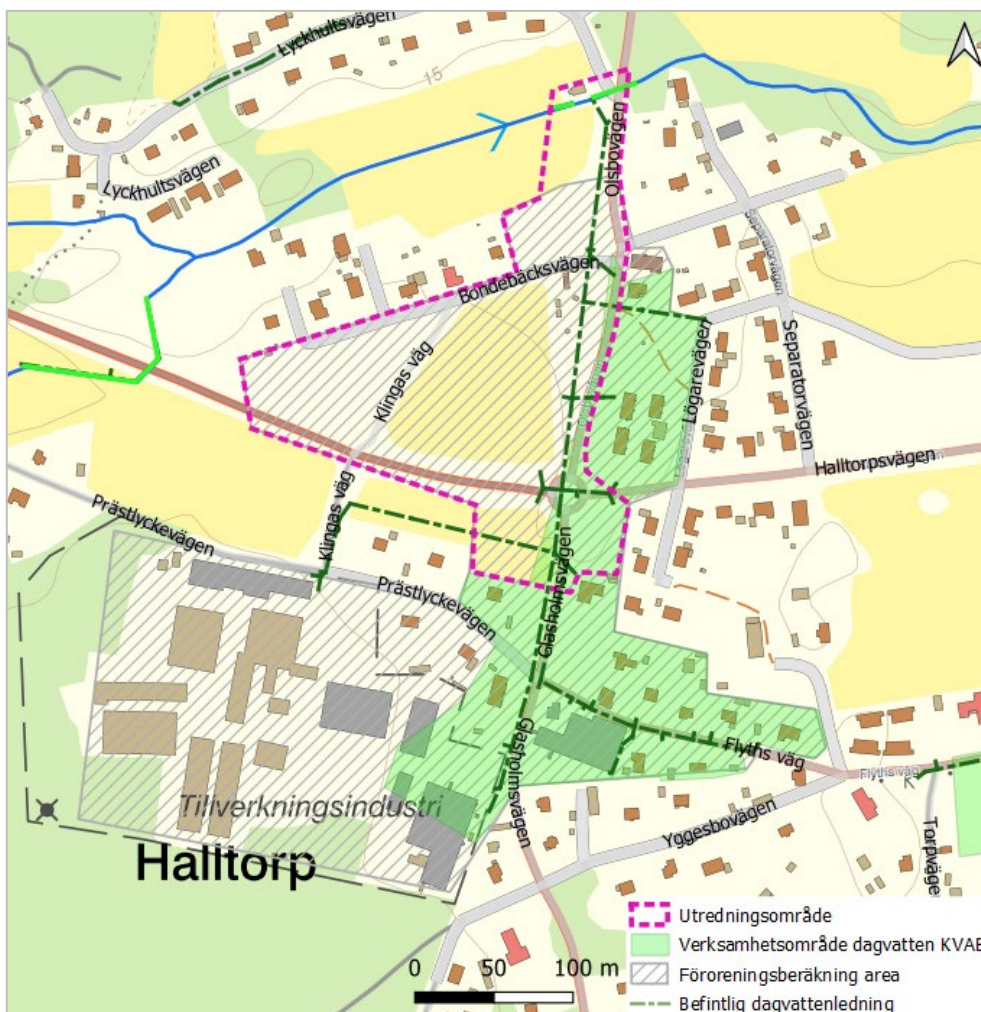 Lyckhultsvägen
15
Lyckhultsvägen
Olsbovägen
Separatorvägen
Bondebäcksvägen
Klingas väg
Lögarevägen
Separatorvägen
Halltorpsvägen
Prästlyckevägen
Klingas väg
Prästlyckevägen
Glasholmsvägen
Glasholmsvägen
Flyths väg
Flyths väg
K
Tillverkningsindustri
Halltorp
Yggesbovägen
Torpvägen
0 50 100 m
Utredningsområde
Verksamhetsområde dagvatten KVAB
Föroreningsberäkning area
Befintlig dagvattenledning